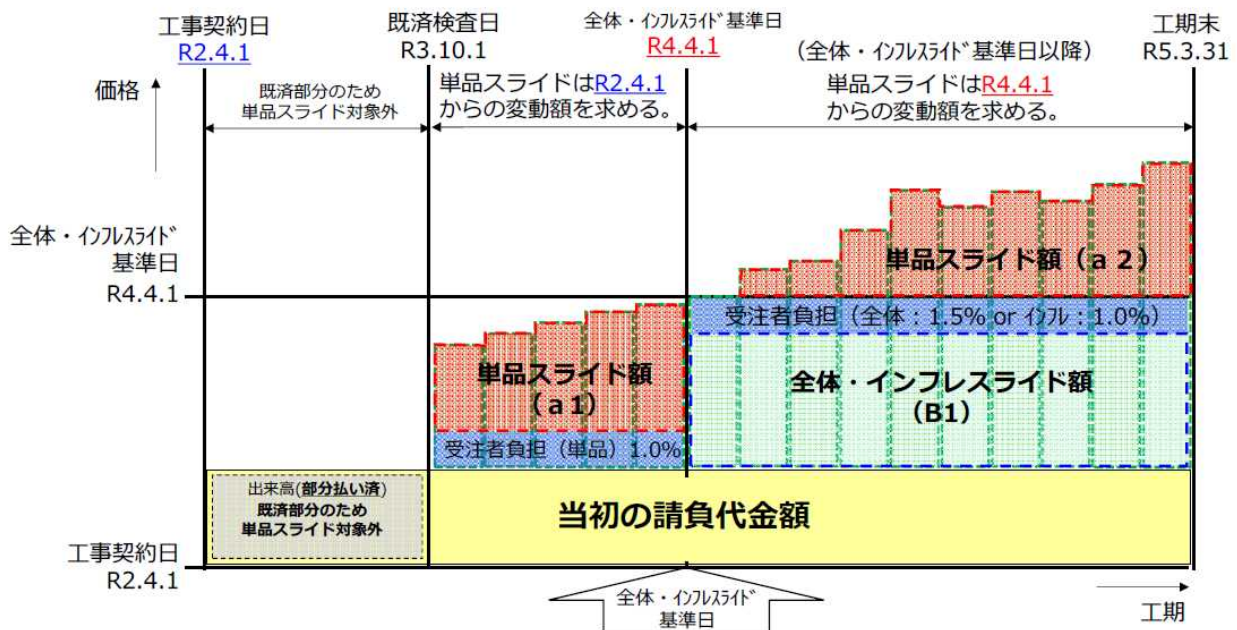 工事契約日
R2.4.1
既済検査日
R3.10.1
全体・ｲﾝﾌﾚｽﾗｲﾄﾞ基準日
R4.4.1
(全体・ｲﾝﾌﾚｽﾗｲﾄﾞ基準日以降)
工期末
R5.3.31
価格
既済部分のため
単品スライド対象外
単品スライドはR2.4.1
からの変動額を求める。
単品スライドはR4.4.1
からの変動額を求める。
全体・ｲﾝﾌﾚｽﾗｲﾄﾞ
基準日
R4.4.1
単品スライド額（ａ２）
受注者負担（全体：1.5% or ｲﾝﾌﾚ：1.0%）
単品スライド額
（ａ1）
全体・インフレスライド額
（B1）
受注者負担（単品）1.0%
出来高(部分払い済)
既済部分のため
単品スライド対象外
当初の請負代金額
工事契約日
R2.4.1
全体・ｲﾝﾌﾚｽﾗｲﾄﾞ
基準日
工期